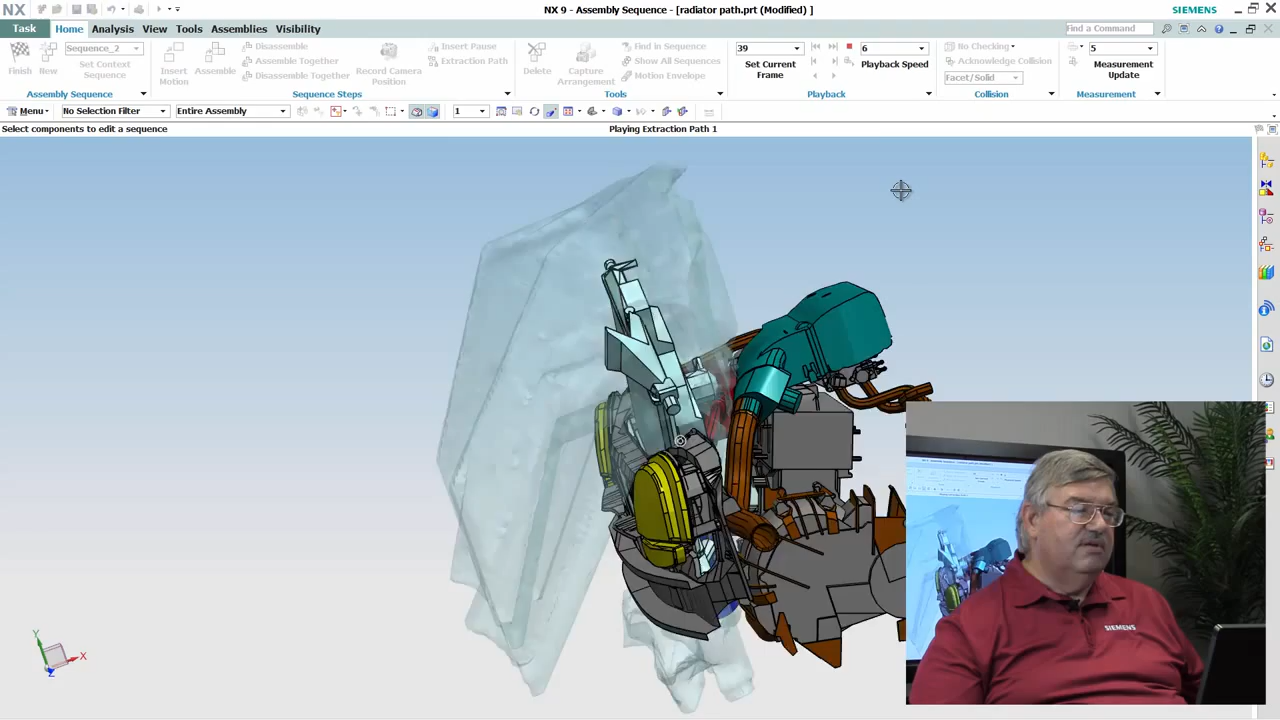 NX
NX 9 - Assembly Sequence - [radiator path.prt (Modified) ]
SIEMENS
Task Home Analysis View Tools Assemblies Visibility
Find a Command
Sequence_2
Finish New Set Context Sequence
Assembly Sequence
Insert Motion
Assemble
Disassemble
Assemble Together
Disassemble Together
Record Camera Position
Insert Pause
Extraction Path
Sequence Steps
Delete
Capture Arrangement
Find in Sequence
Show All Sequences
Motion Envelope
Tools
39
Set Current Frame
6
Playback Speed
Playback
No Checking
Acknowledge Collision
Facet/Solid
Collision
5
Measurement Update
Measurement
Menu No Selection Filter Entire Assembly 1
Select components to edit a sequence
Playing Extraction Path 1
Y
X
Z
SIEMENS